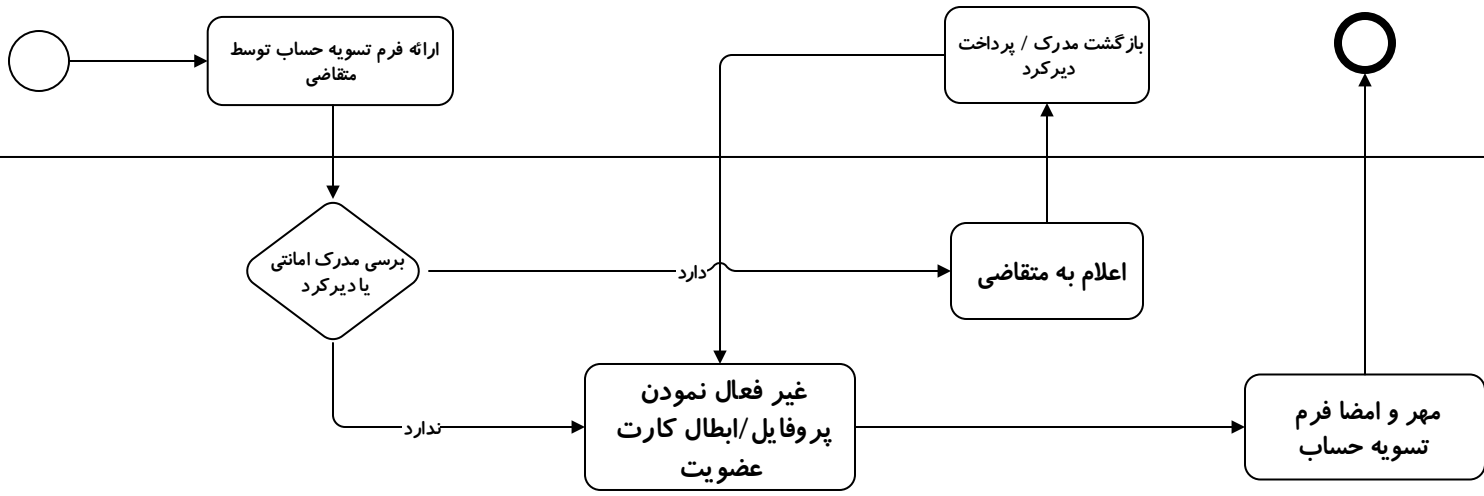 ارائه فرم تسویه حساب توسط
متقاضی
بازگشت مدرک / پرداخت
دیرکرد
برسی مدرک امانتی
یا دیرکرد
دارد
اعلام به متقاضی
ندارد
غیر فعال نمودن
پروفایل/ابطال کارت
عضویت
مهر و امضا فرم
تسویه حساب